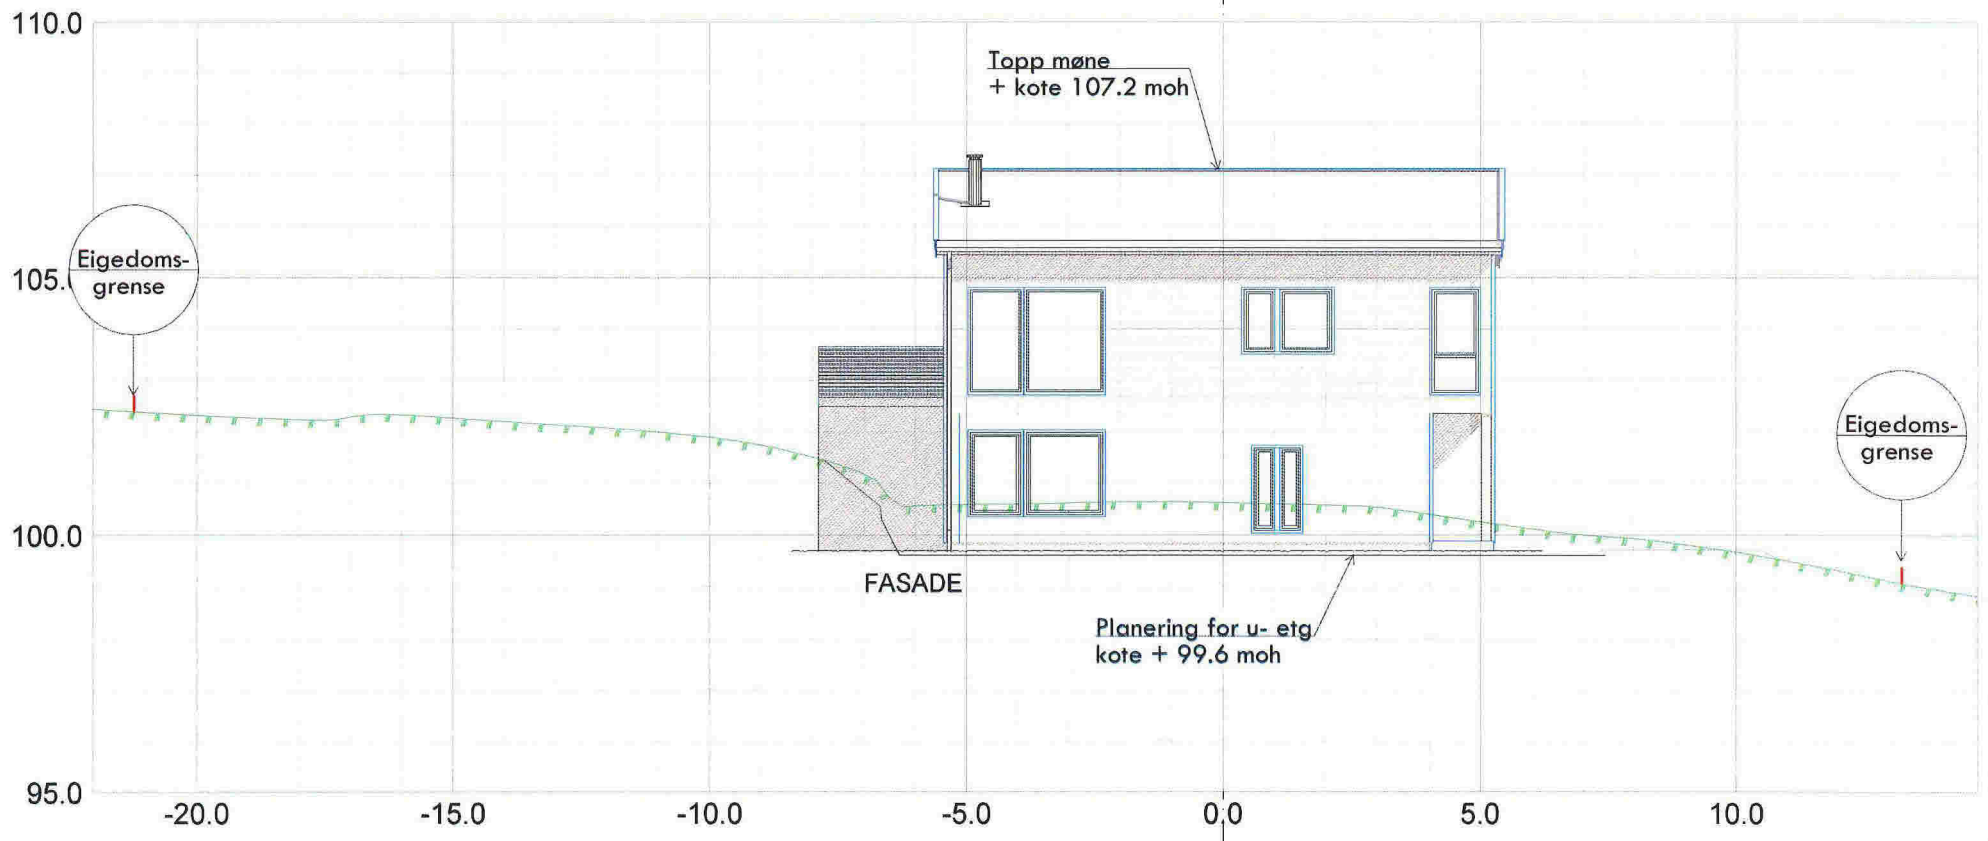 110.0
Topp møne
+ kote 107.2 moh
Eigedoms-
grense
105.0
Eigedoms-
grense
100.0
FASADE
Planering for u- etg
kote + 99.6 moh
95.0
-20.0 -15.0 -10.0 -5.0 0.0 5.0 10.0